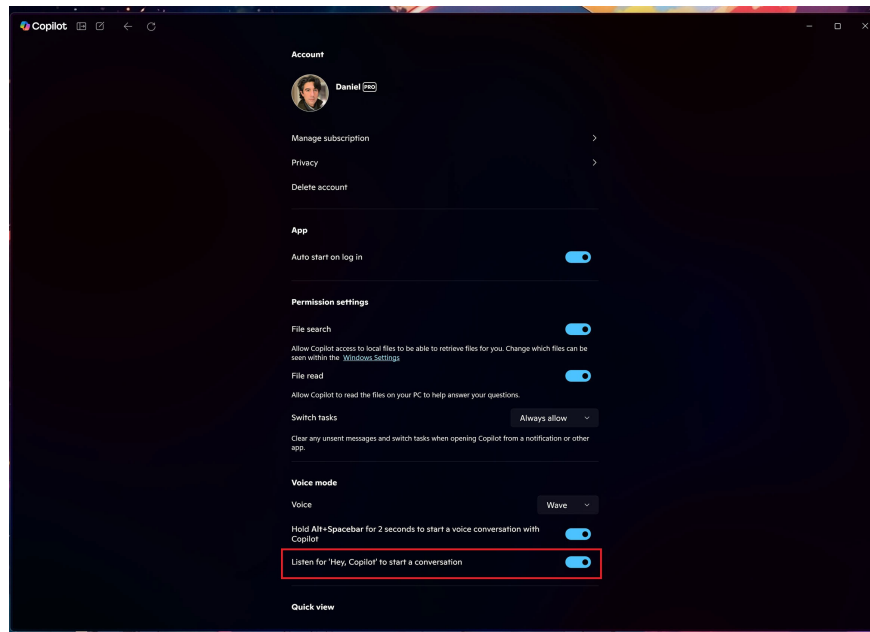 Copilot
Account
Daniel PRO
Manage subscription
Privacy
Delete account
App
Auto start on log in
Permission settings
File search
Allow Copilot access to local files to be able to retrieve files for you. Change which files can be
seen within the Windows Settings
File read
Allow Copilot to read the files on your PC to help answer your questions.
Switch tasks
Always allow
Clear any unsent messages and switch tasks when opening Copilot from a notification or other
app.
Voice mode
Voice
Wave
Hold Alt+Spacebar for 2 seconds to start a voice conversation with
Copilot
Listen for 'Hey, Copilot' to start a conversation
Quick view